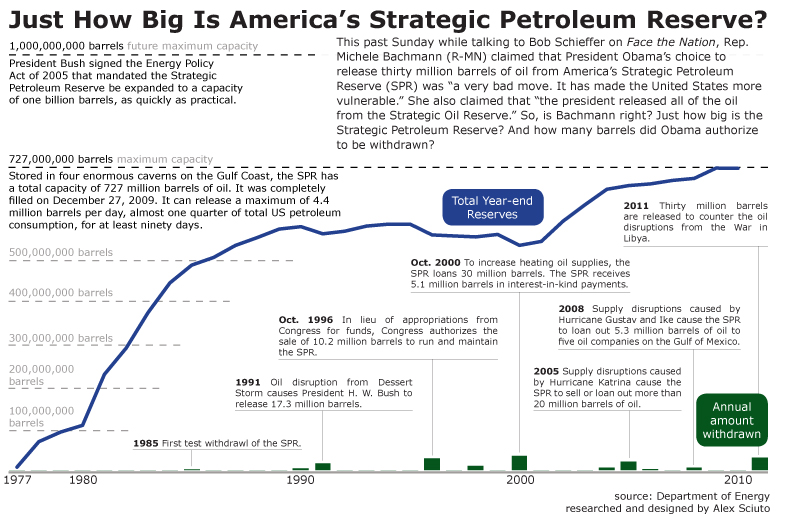 Just How Big Is America's Strategic Petroleum Reserve?
1,000,000,000 barrels future maximum capacity
President Bush signed the Energy Policy
Act of 2005 that mandated the Strategic
Petroleum Reserve be expanded to a capacity
of one billion barrels, as quickly as practical.
This past Sunday while talking to Bob Schieffer on Face the Nation, Rep.
Michele Bachmann (R-MN) claimed that President Obama's choice to
release thirty million barrels of oil from America's Strategic Petroleum
Reserve (SPR) was "a very bad move. It has made the United States more
vulnerable." She also claimed that "the president released all of the oil
from the Strategic Oil Reserve." So, is Bachmann right? Just how big is the
Strategic Petroleum Reserve? And how many barrels did Obama authorize
to be withdrawn?
727,000,000 barrels maximum capacity
Stored in four enormous caverns on the Gulf Coast, the SPR has
a total capacity of 727 million barrels of oil. It was completely
filled on December 27, 2009. It can release a maximum of 4.4
million barrels per day, almost one quarter of total US petroleum
consumption, for at least ninety days.
Total Year-end
Reserves
2011 Thirty million barrels
are released to counter the oil
disruptions from the War in
Libya.
500,000,000 barrels
Oct. 2000 To increase heating oil supplies, the
SPR loans 30 million barrels. The SPR receives
5.1 million barrels in interest-in-kind payments.
400,000,000 barrels
2008 Supply disruptions caused by
Hurricane Gustav and Ike cause the SPR
to loan out 5.3 million barrels of oil to
five oil companies on the Gulf of Mexico.
Oct. 1996 In lieu of appropriations from
Congress for funds, Congress authorizes the
sale of 10.2 million barrels to run and maintain
the SPR.
300,000,000 barrels
200,000,000
barrels
2005 Supply disruptions caused
by Hurricane Katrina cause the
SPR to sell or loan out more than
20 million barrels of oil.
1991 Oil disruption from Dessert
Storm causes President H. W. Bush to
release 17.3 million barrels.
Annual
amount
withdrawn
100,000,000
barrels
1985 First test withdrawl of the SPR.
1977
1980
1990
2000
2010
source: Department of Energy
researched and designed by Alex Sciuto